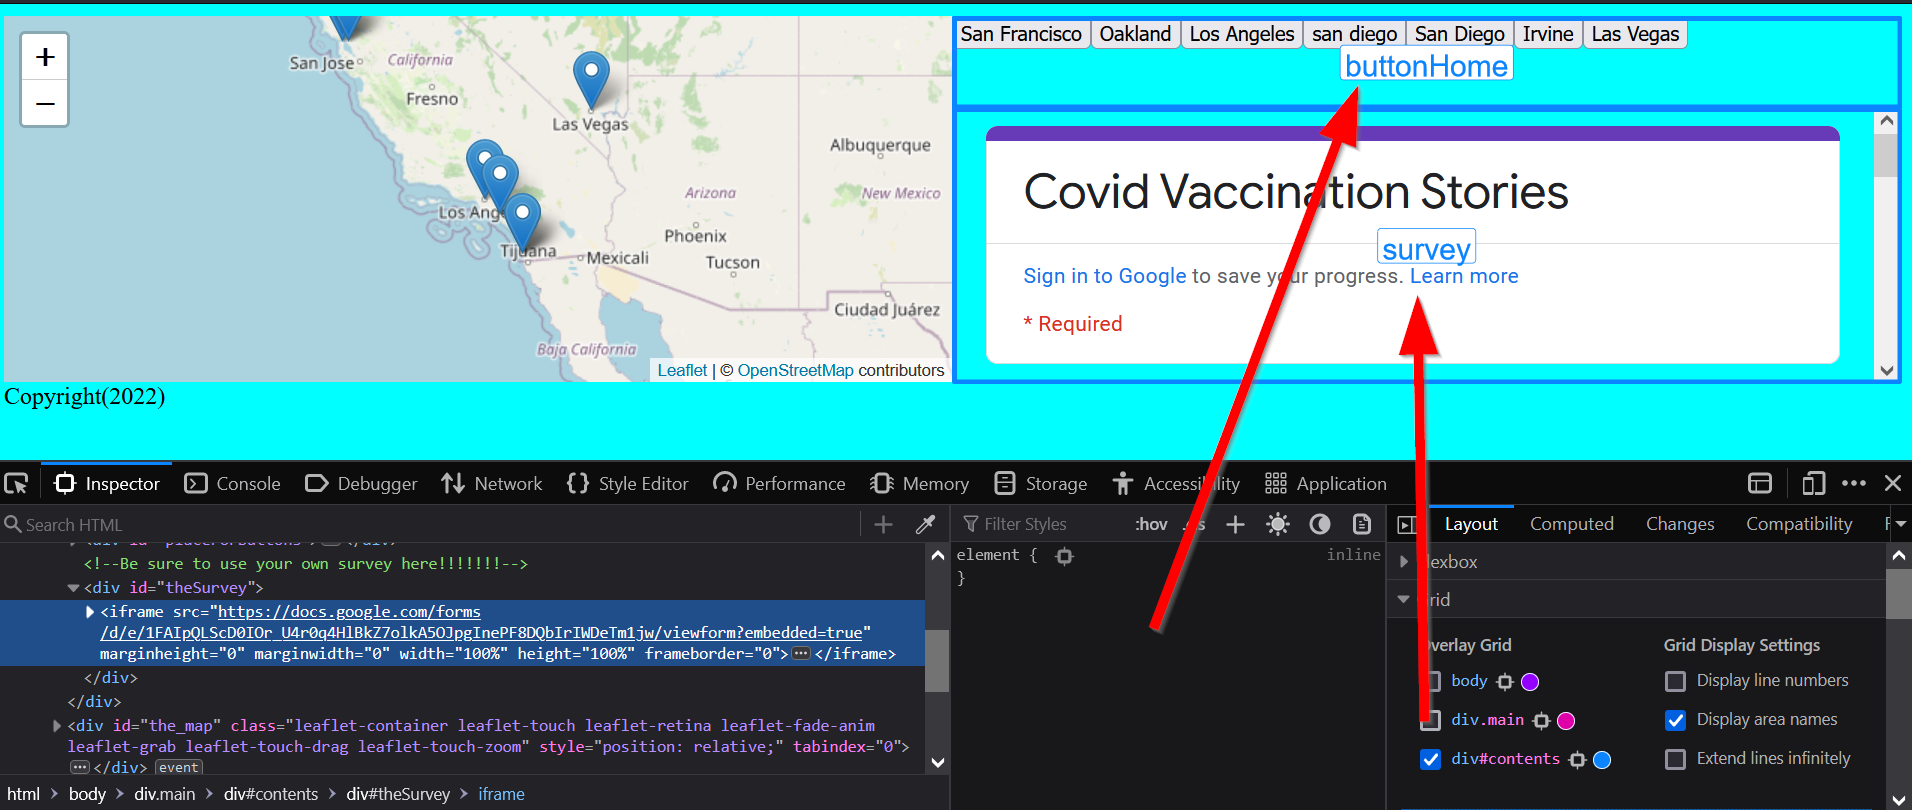 San Francisco Oakland Los Angeles san diego San Diego Irvine Las Vegas
buttonHome
+
−
San Jose
California
Fresno
Las Vegas
Albuquerque
Arizona
New Mexico
Los Ang
Phoenix
Tijuana
Mexicali
Tucson
Ciudad Juárez
Baja California
Leaflet | © OpenStreetMap contributors
Covid Vaccination Stories
survey
Sign in to Google to save your progress. Learn more
* Required
Copyright(2022)
Inspector Console Debugger Network Style Editor Performance Memory Storage Accessibility Application
Search HTML
<!--Be sure to use your own survey here!!!!!!!-->
<div id="theSurvey">
<iframe src="https://docs.google.com/forms
/d/e/1FAIpQLScD0IOr_U4r0q4HlBkZ7olkA5OJpgInePF8DQbIrIWDeTm1jw/viewform?embedded=true"
marginheight="0" marginwidth="0" width="100%" height="100%" frameborder="0"> </iframe>
</div>
</div>
<div id="the_map" class="leaflet-container leaflet-touch leaflet-retina leaflet-fade-anim
leaflet-grab leaflet-touch-drag leaflet-touch-zoom" style="position: relative;" tabindex="0">
</div> event
html body div.main div#contents div#theSurvey iframe
Filter Styles :hov
element { inline
}
Layout Computed Changes Compatibility
lexbox
rid
verlay Grid
body
div.main
div#contents
Grid Display Settings
Display line numbers
Display area names
Extend lines infinitely